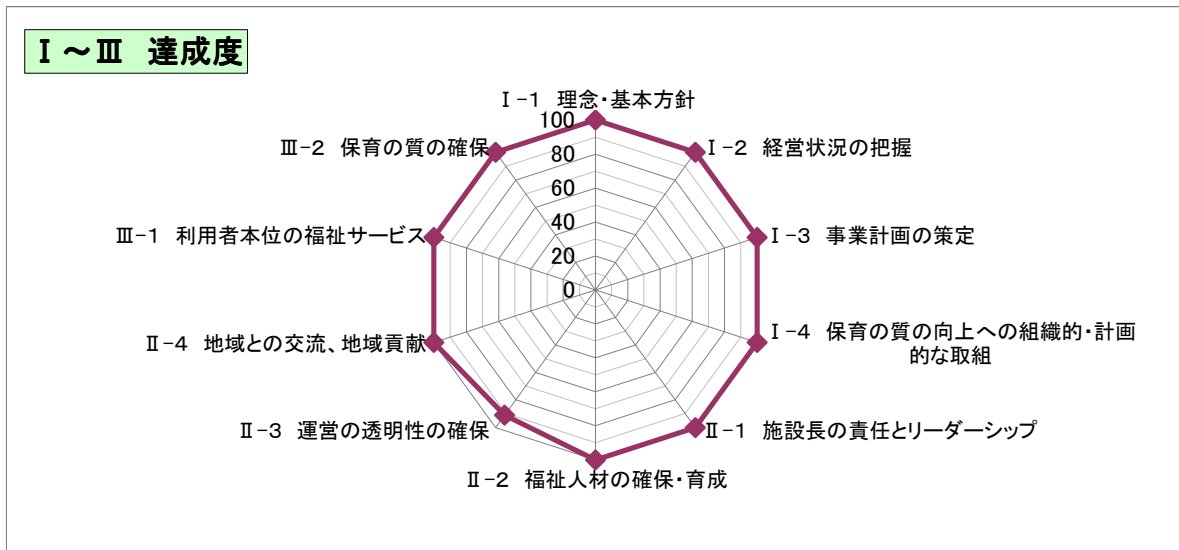 Ⅰ～Ⅲ 達成度
Ⅰ-1 理念・基本方針
Ⅰ-2 経営状況の把握
Ⅰ-3 事業計画の策定
Ⅰ-4 保育の質の向上への組織的・計画
的な取組
Ⅱ-1 施設長の責任とリーダーシップ
Ⅱ-2 福祉人材の確保・育成
Ⅱ-3 運営の透明性の確保
Ⅱ-4 地域との交流、地域貢献
Ⅲ-1 利用者本位の福祉サービス
Ⅲ-2 保育の質の確保
100
80
60
40
20
0